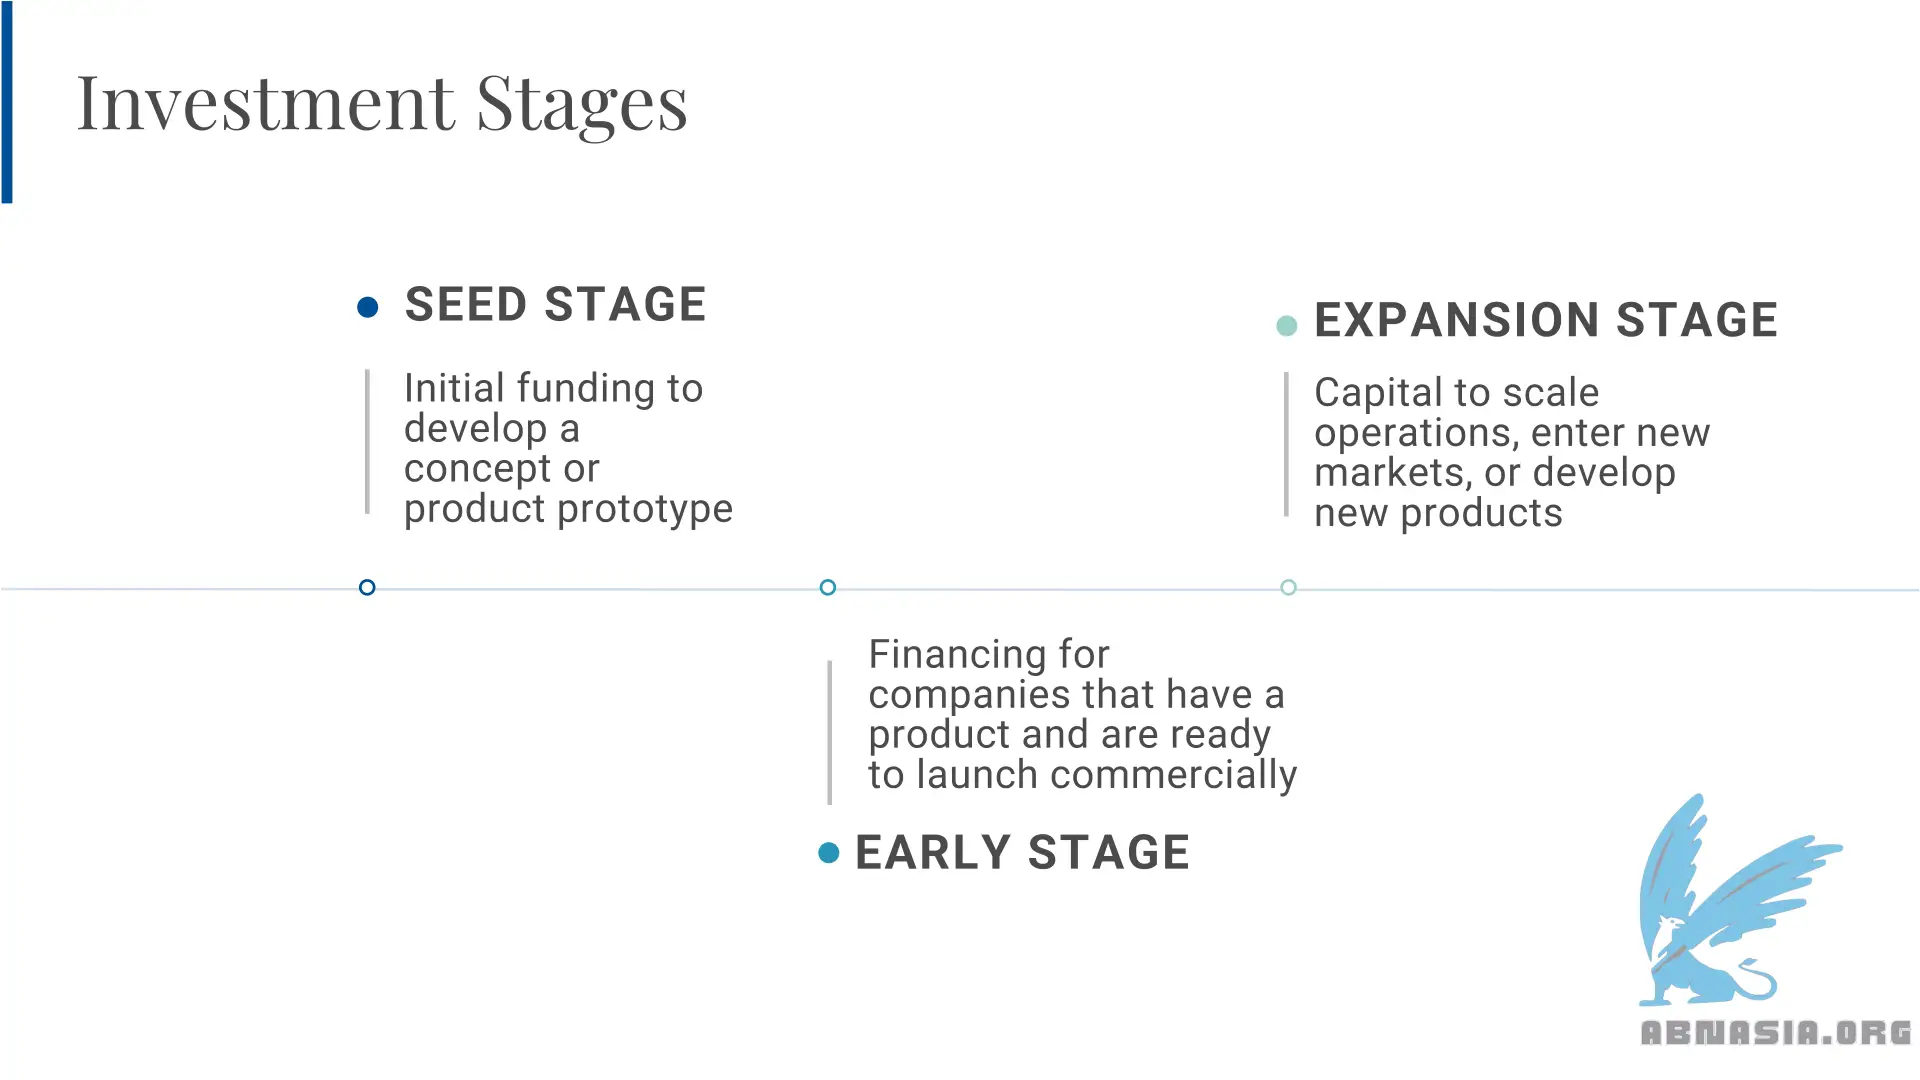 Investment Stages
SEED STAGE
Initial funding to
develop a
concept or
product prototype
EXPANSION STAGE
Capital to scale
operations, enter new
markets, or develop
new products
Financing for
companies that have a
product and are ready
to launch commercially
EARLY STAGE
ABNASIA.ORG